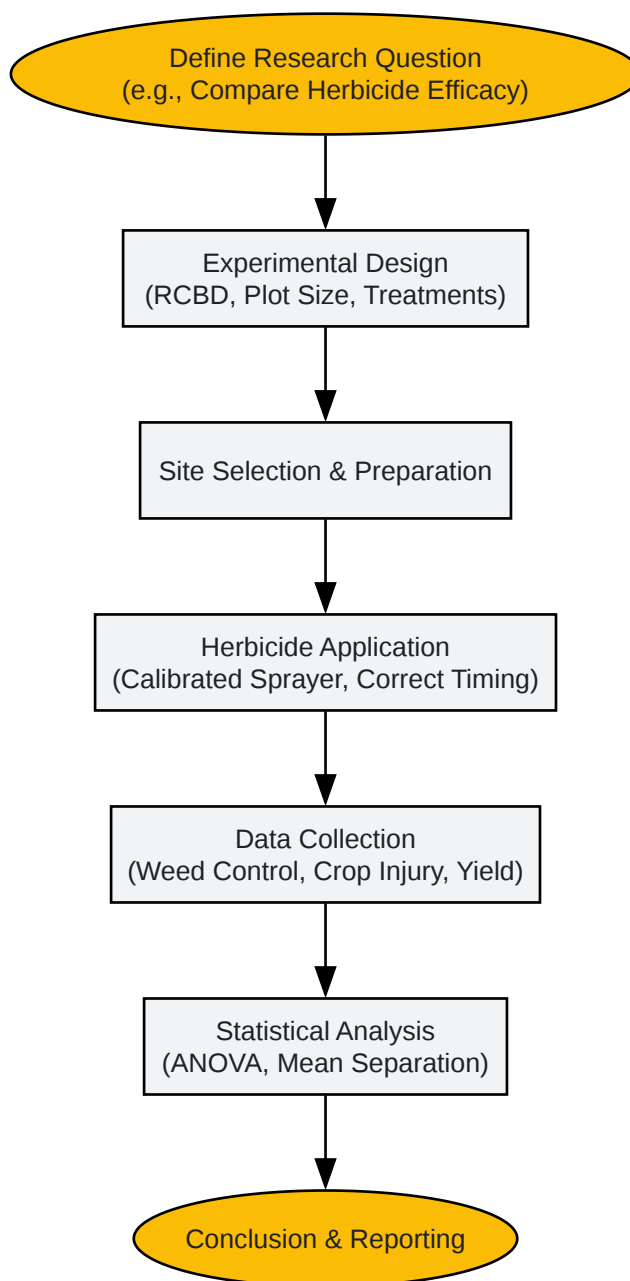 Define Research Question
(e.g., Compare Herbicide Efficacy)
Experimental Design
(RCBD, Plot Size, Treatments)
Site Selection & Preparation
Herbicide Application
(Calibrated Sprayer, Correct Timing)
Data Collection
(Weed Control, Crop Injury, Yield)
Statistical Analysis
(ANOVA, Mean Separation)
Conclusion & Reporting